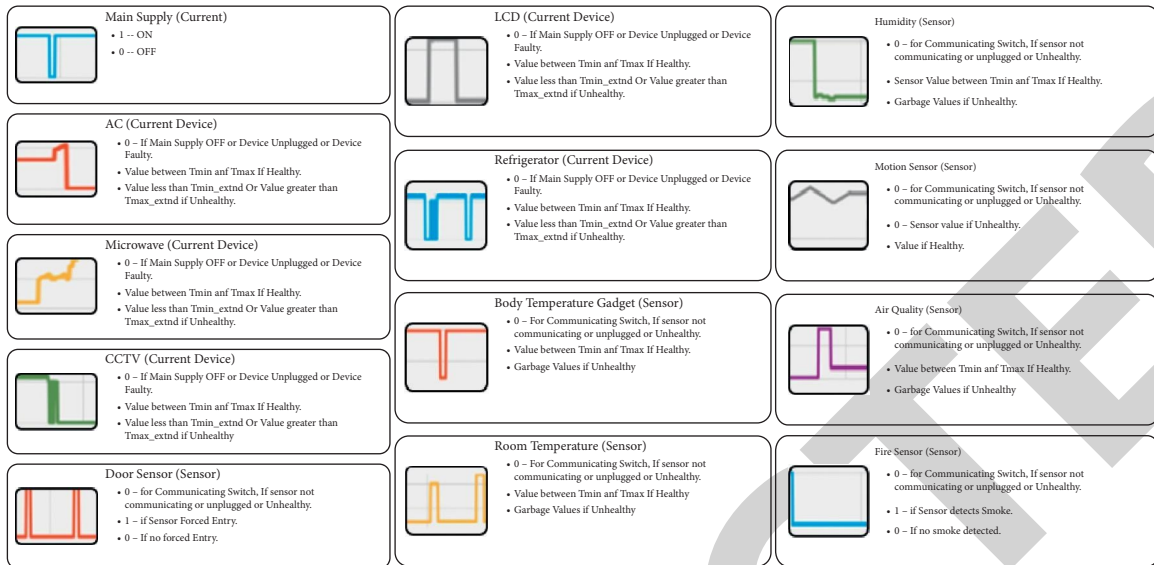 Main Supply (Current)
• 1 -- ON
• 0 -- OFF
AC (Current Device)
• 0 – If Main Supply OFF or Device Unplugged or Device
Faulty.
• Value between Tmin anf Tmax If Healthy.
• Value less than Tmin_extnd Or Value greater than
Tmax_extnd if Unhealthy.
Microwave (Current Device)
• 0 – If Main Supply OFF or Device Unplugged or Device
Faulty.
• Value between Tmin anf Tmax If Healthy.
• Value less than Tmin_extnd Or Value greater than
Tmax_extnd if Unhealthy.
CCTV (Current Device)
• 0 – If Main Supply OFF or Device Unplugged or Device
Faulty.
• Value between Tmin anf Tmax If Healthy.
• Value less than Tmin_extnd Or Value greater than
Tmax_extnd if Unhealthy
Door Sensor (Sensor)
• 0 – for Communicating Switch, If sensor not
communicating or unplugged or Unhealthy.
• 1 – if Sensor Forced Entry.
• 0 – If no forced Entry.
LCD (Current Device)
• 0 – If Main Supply OFF or Device Unplugged or Device
Faulty.
• Value between Tmin anf Tmax If Healthy.
• Value less than Tmin_extnd Or Value greater than
Tmax_extnd if Unhealthy.
Refrigerator (Current Device)
• 0 – If Main Supply OFF or Device Unplugged or Device
Faulty.
• Value between Tmin anf Tmax If Healthy.
• Value less than Tmin_extnd Or Value greater than
Tmax_extnd if Unhealthy.
Body Temperature Gadget (Sensor)
• 0 – For Communicating Switch, If sensor not
communicating or unplugged or Unhealthy.
• Value between Tmin anf Tmax If Healthy.
• Garbage Values if Unhealthy
Room Temperature (Sensor)
• 0 – For Communicating Switch, If sensor not
communicating or unplugged or Unhealthy.
• Value between Tmin anf Tmax If Healthy
• Garbage Values if Unhealthy
Humidity (Sensor)
• 0 – for Communicating Switch, If sensor not
communicating or unplugged or Unhealthy.
• Sensor Value between Tmin anf Tmax If Healthy.
• Garbage Values if Unhealthy.
Motion Sensor (Sensor)
• 0 – for Communicating Switch, If sensor not
communicating or unplugged or Unhealthy.
• 0 – Sensor value if Unhealthy.
• Value if Healthy.
Air Quality (Sensor)
• 0 – for Communicating Switch, If sensor not
communicating or unplugged or Unhealthy.
• Value between Tmin anf Tmax If Healthy.
• Garbage Values if Unhealthy
Fire Sensor (Sensor)
• 0 – for Communicating Switch, If sensor not
communicating or unplugged or Unhealthy.
• 1 – if Sensor detects Smoke.
• 0 – If no smoke detected.